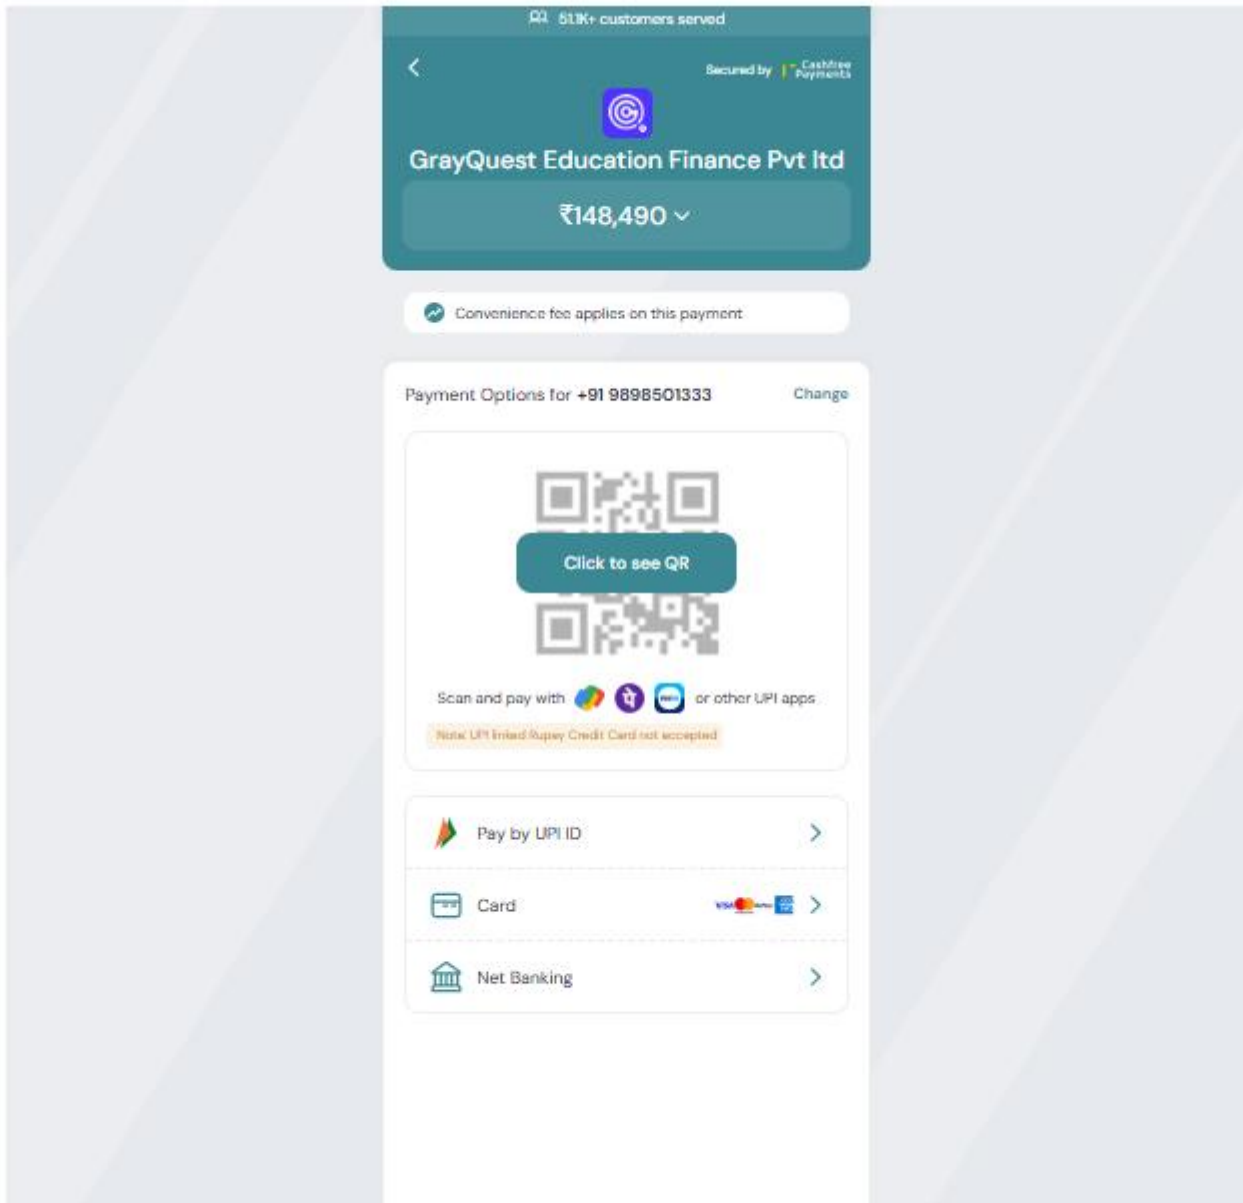 51.1K+ customers served
Secured by Cashfree Payments
GrayQuest Education Finance Pvt ltd
₹148,490
Convenience fee applies on this payment
Payment Options for +91 9898501333 Change
Click to see QR
Scan and pay with पे or other UPI apps
Note: UPI linked Rupay Credit Card not accepted
Pay by UPI ID
Card VISA
Net Banking